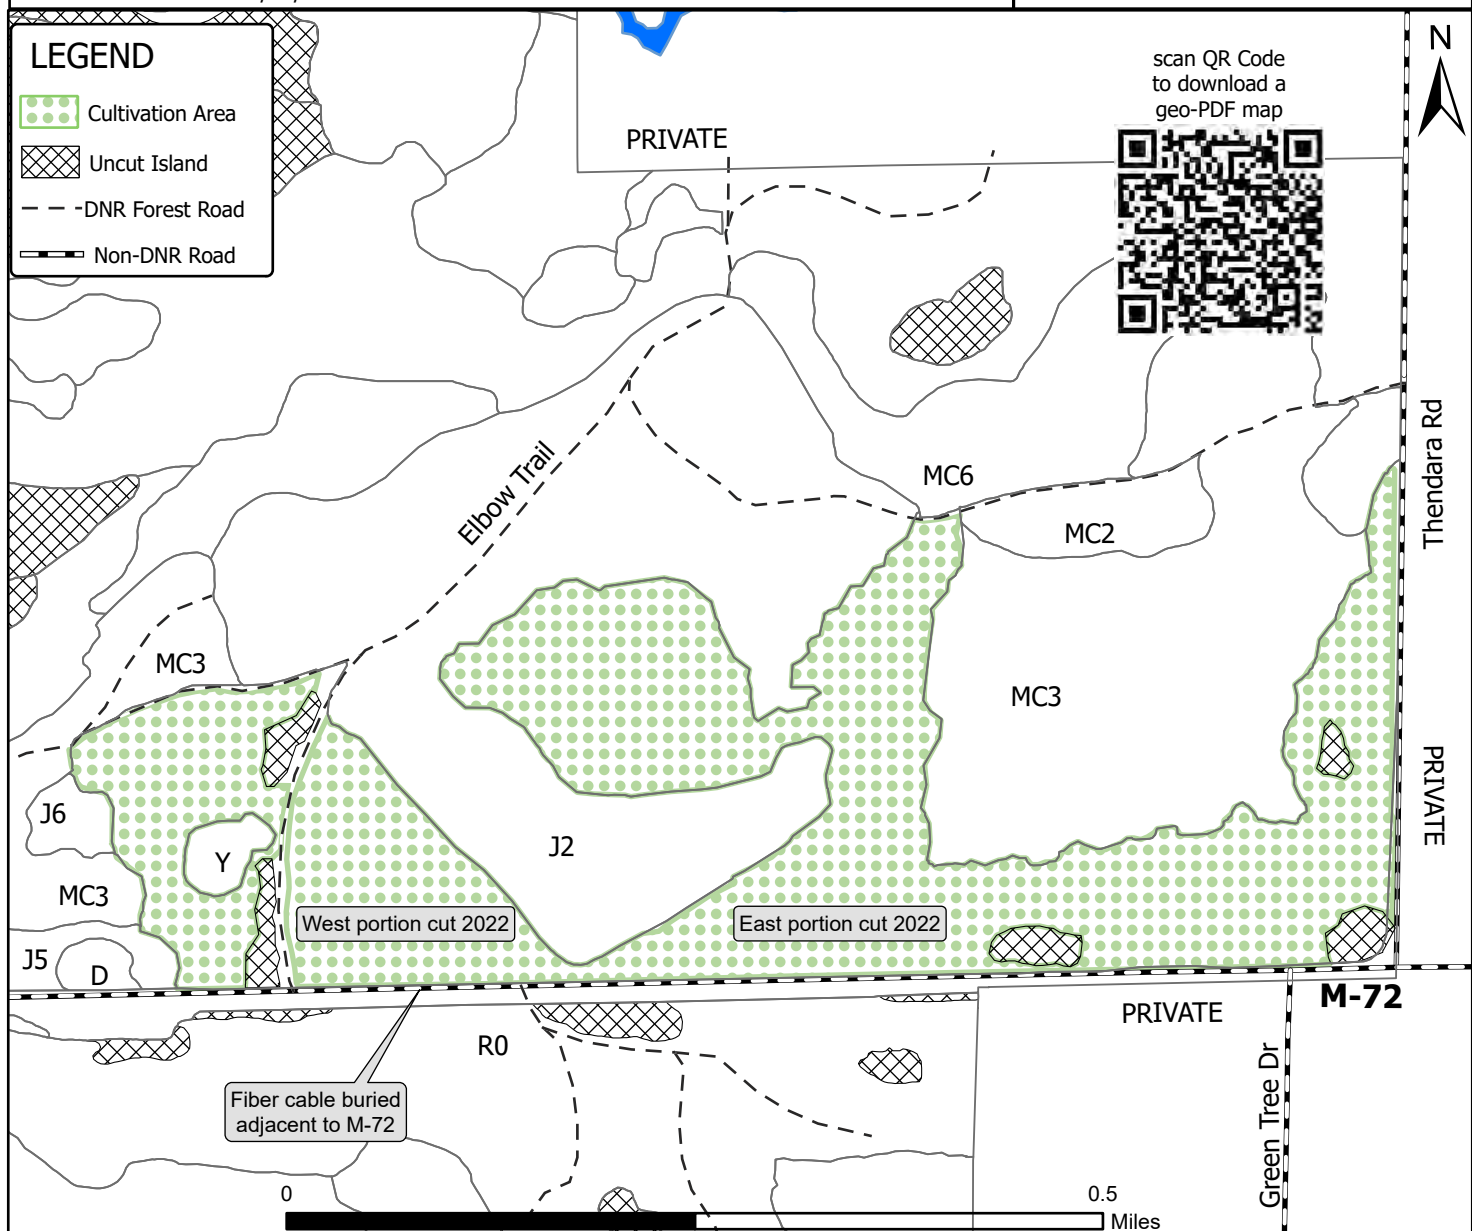 LEGEND
Cultivation Area
Uncut Island
DNR Forest Road
Non-DNR Road
PRIVATE
scan QR Code
to download a
geo-PDF map
N
Thendara Rd
Elbow Trail
MC6
MC2
MC3
MC3
PRIVATE
J6
Y
J2
MC3
West portion cut 2022
East portion cut 2022
J5
D
M-72
PRIVATE
R0
Fiber cable buried
adjacent to M-72
Green Tree Dr
0
0.5
Miles